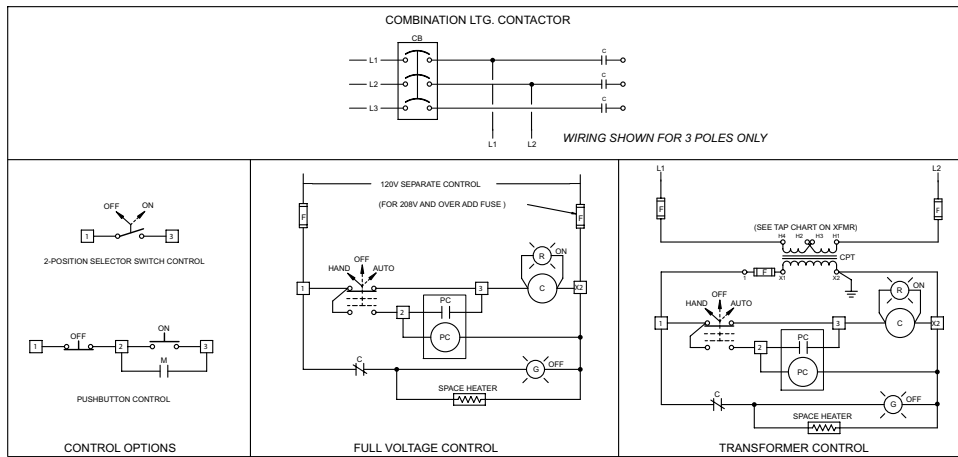 COMBINATION LTG. CONTACTOR
CB
L1
C
L2
C
L3
C
L1
L2
WIRING SHOWN FOR 3 POLES ONLY
OFF
ON
1
3
2-POSITION SELECTOR SWITCH CONTROL
OFF
ON
1
2
3
M
PUSHBUTTON CONTROL
CONTROL OPTIONS
120V SEPARATE CONTROL
(FOR 208V AND OVER ADD FUSE )
F
F
R
ON
OFF
HAND
AUTO
1
3
C
X2
2
PC
PC
C
G
OFF
SPACE HEATER
FULL VOLTAGE CONTROL
L1
L2
F
F
(SEE TAP CHART ON XFMR)
H4
H2
H3
H1
CPT
1
F
X1
X2
R
ON
OFF
HAND
AUTO
1
3
C
X2
2
PC
PC
C
G
OFF
SPACE HEATER
TRANSFORMER CONTROL